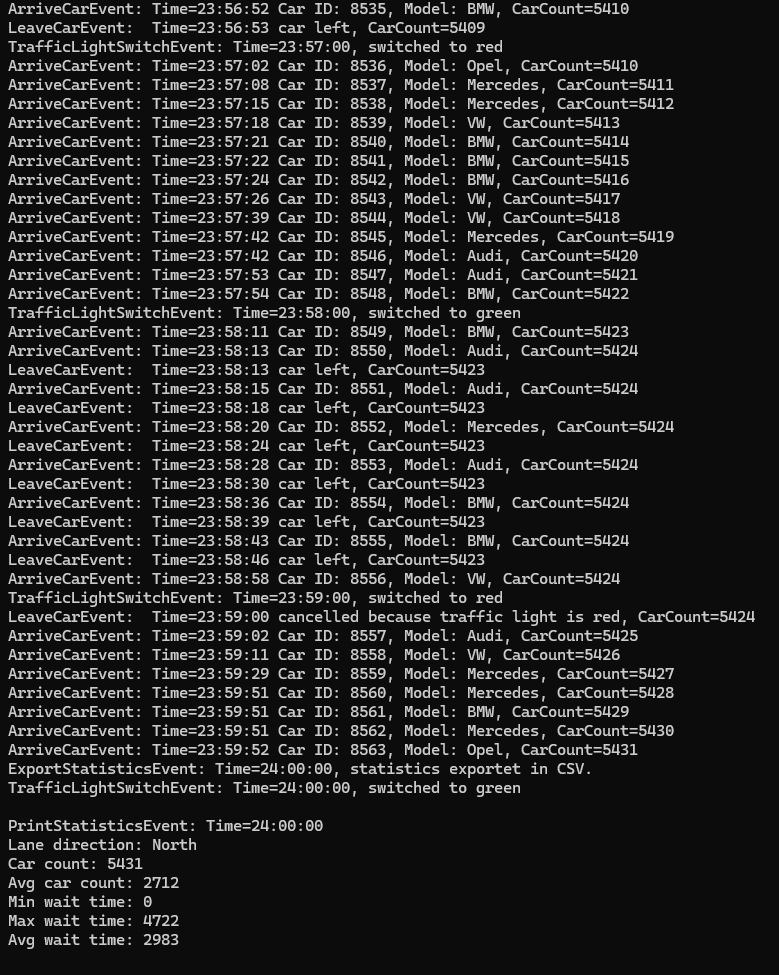 ArriveCarEvent: Time=23:56:52 Car ID: 8535, Model: BMW, CarCount=5410
LeaveCarEvent:  Time=23:56:53 car left, CarCount=5409
TrafficLightSwitchEvent: Time=23:57:00, switched to red
ArriveCarEvent: Time=23:57:02 Car ID: 8536, Model: Opel, CarCount=5410
ArriveCarEvent: Time=23:57:08 Car ID: 8537, Model: Mercedes, CarCount=5411
ArriveCarEvent: Time=23:57:15 Car ID: 8538, Model: Mercedes, CarCount=5412
ArriveCarEvent: Time=23:57:18 Car ID: 8539, Model: VW, CarCount=5413
ArriveCarEvent: Time=23:57:21 Car ID: 8540, Model: BMW, CarCount=5414
ArriveCarEvent: Time=23:57:22 Car ID: 8541, Model: BMW, CarCount=5415
ArriveCarEvent: Time=23:57:24 Car ID: 8542, Model: BMW, CarCount=5416
ArriveCarEvent: Time=23:57:26 Car ID: 8543, Model: VW, CarCount=5417
ArriveCarEvent: Time=23:57:39 Car ID: 8544, Model: VW, CarCount=5418
ArriveCarEvent: Time=23:57:42 Car ID: 8545, Model: Mercedes, CarCount=5419
ArriveCarEvent: Time=23:57:42 Car ID: 8546, Model: Audi, CarCount=5420
ArriveCarEvent: Time=23:57:53 Car ID: 8547, Model: Audi, CarCount=5421
ArriveCarEvent: Time=23:57:54 Car ID: 8548, Model: BMW, CarCount=5422
TrafficLightSwitchEvent: Time=23:58:00, switched to green
ArriveCarEvent: Time=23:58:11 Car ID: 8549, Model: BMW, CarCount=5423
ArriveCarEvent: Time=23:58:13 Car ID: 8550, Model: Audi, CarCount=5424
LeaveCarEvent:  Time=23:58:13 car left, CarCount=5423
ArriveCarEvent: Time=23:58:15 Car ID: 8551, Model: Audi, CarCount=5424
LeaveCarEvent:  Time=23:58:18 car left, CarCount=5423
ArriveCarEvent: Time=23:58:20 Car ID: 8552, Model: Mercedes, CarCount=5424
LeaveCarEvent:  Time=23:58:24 car left, CarCount=5423
ArriveCarEvent: Time=23:58:28 Car ID: 8553, Model: Audi, CarCount=5424
LeaveCarEvent:  Time=23:58:30 car left, CarCount=5423
ArriveCarEvent: Time=23:58:36 Car ID: 8554, Model: BMW, CarCount=5424
LeaveCarEvent:  Time=23:58:39 car left, CarCount=5423
ArriveCarEvent: Time=23:58:43 Car ID: 8555, Model: BMW, CarCount=5424
LeaveCarEvent:  Time=23:58:46 car left, CarCount=5423
ArriveCarEvent: Time=23:58:58 Car ID: 8556, Model: VW, CarCount=5424
TrafficLightSwitchEvent: Time=23:59:00, switched to red
LeaveCarEvent:  Time=23:59:00 cancelled because traffic light is red, CarCount=5424
ArriveCarEvent: Time=23:59:02 Car ID: 8557, Model: Audi, CarCount=5425
ArriveCarEvent: Time=23:59:11 Car ID: 8558, Model: VW, CarCount=5426
ArriveCarEvent: Time=23:59:29 Car ID: 8559, Model: Mercedes, CarCount=5427
ArriveCarEvent: Time=23:59:51 Car ID: 8560, Model: Mercedes, CarCount=5428
ArriveCarEvent: Time=23:59:51 Car ID: 8561, Model: BMW, CarCount=5429
ArriveCarEvent: Time=23:59:51 Car ID: 8562, Model: Mercedes, CarCount=5430
ArriveCarEvent: Time=23:59:52 Car ID: 8563, Model: Opel, CarCount=5431
ExportStatisticsEvent: Time=24:00:00, statistics exportet in CSV.
TrafficLightSwitchEvent: Time=24:00:00, switched to green

PrintStatisticsEvent: Time=24:00:00
Lane direction: North
Car count: 5431
Avg car count: 2712
Min wait time: 0
Max wait time: 4722
Avg wait time: 2983